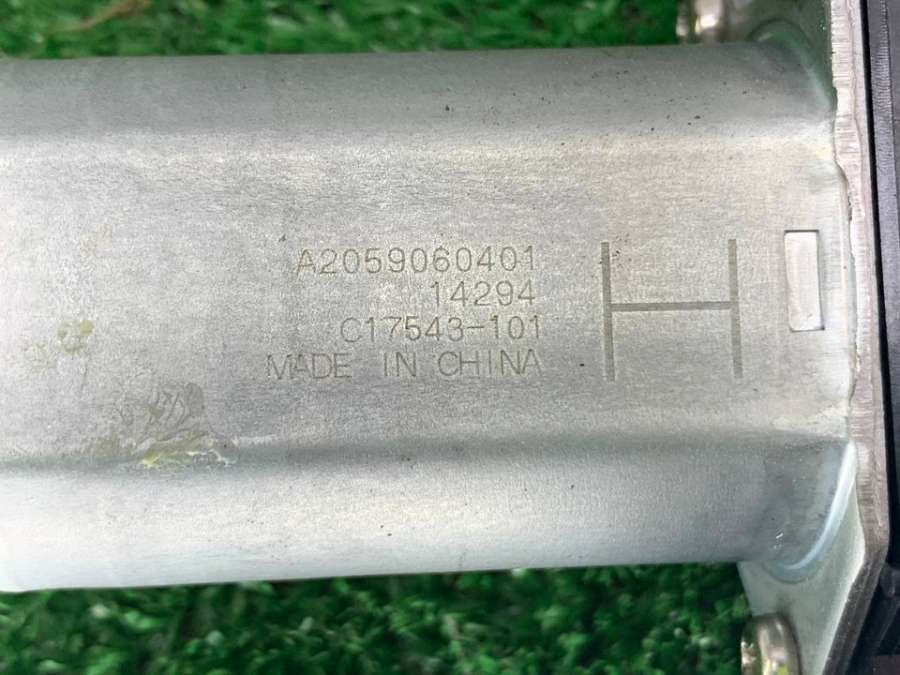 A2059060401
14294
C17543-101
MADE IN CHINA
H